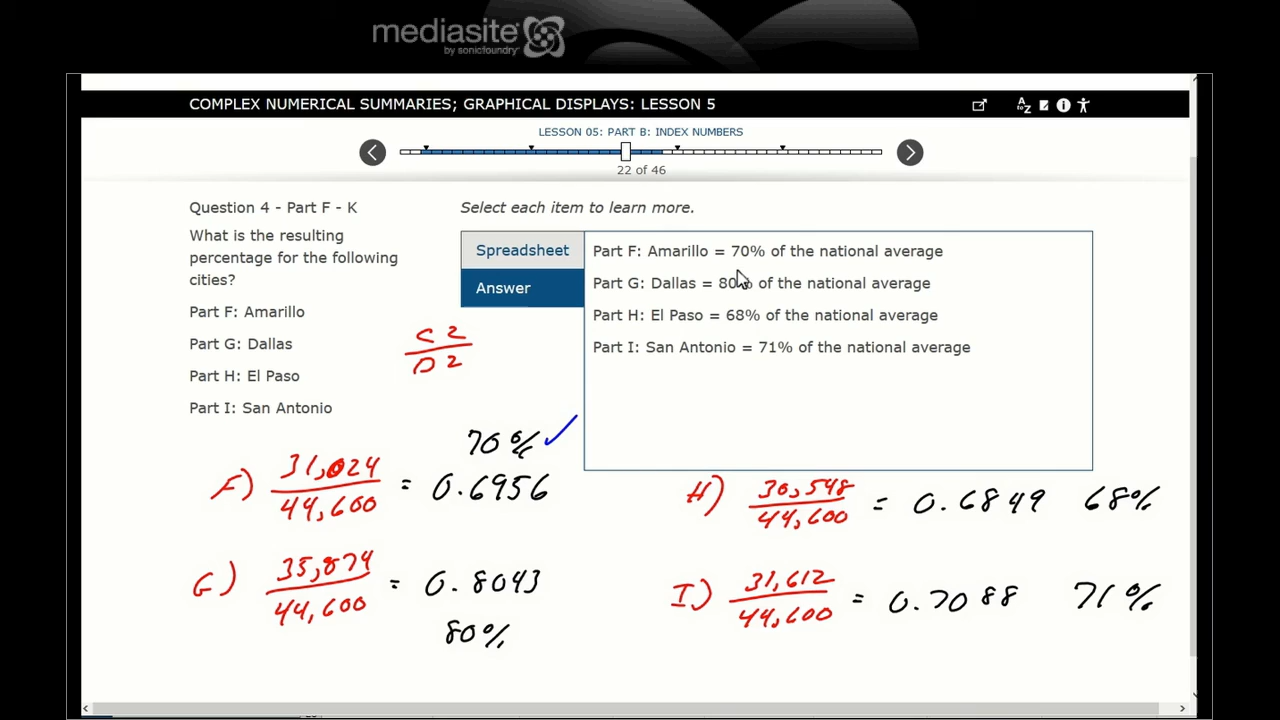 mediasite
by sonicfoundry
COMPLEX NUMERICAL SUMMARIES; GRAPHICAL DISPLAYS: LESSON 5
A to Z
LESSON 05: PART B: INDEX NUMBERS
22 of 46
Question 4 - Part F - K
What is the resulting
percentage for the following
cities?
Part F: Amarillo
Part G: Dallas
Part H: El Paso
Part I: San Antonio
Select each item to learn more.
Spreadsheet
Answer
Part F: Amarillo = 70% of the national average
Part G: Dallas = 80% of the national average
Part H: El Paso = 68% of the national average
Part I: San Antonio = 71% of the national average
C2
D2
70% ✓
F) 31,024
44,600
= 0.6956
G) 35,874
44,600
= 0.8043
80%
H) 30,548
44,600
= 0.6849 68%
I) 31,612
44,600
= 0.7088 71%